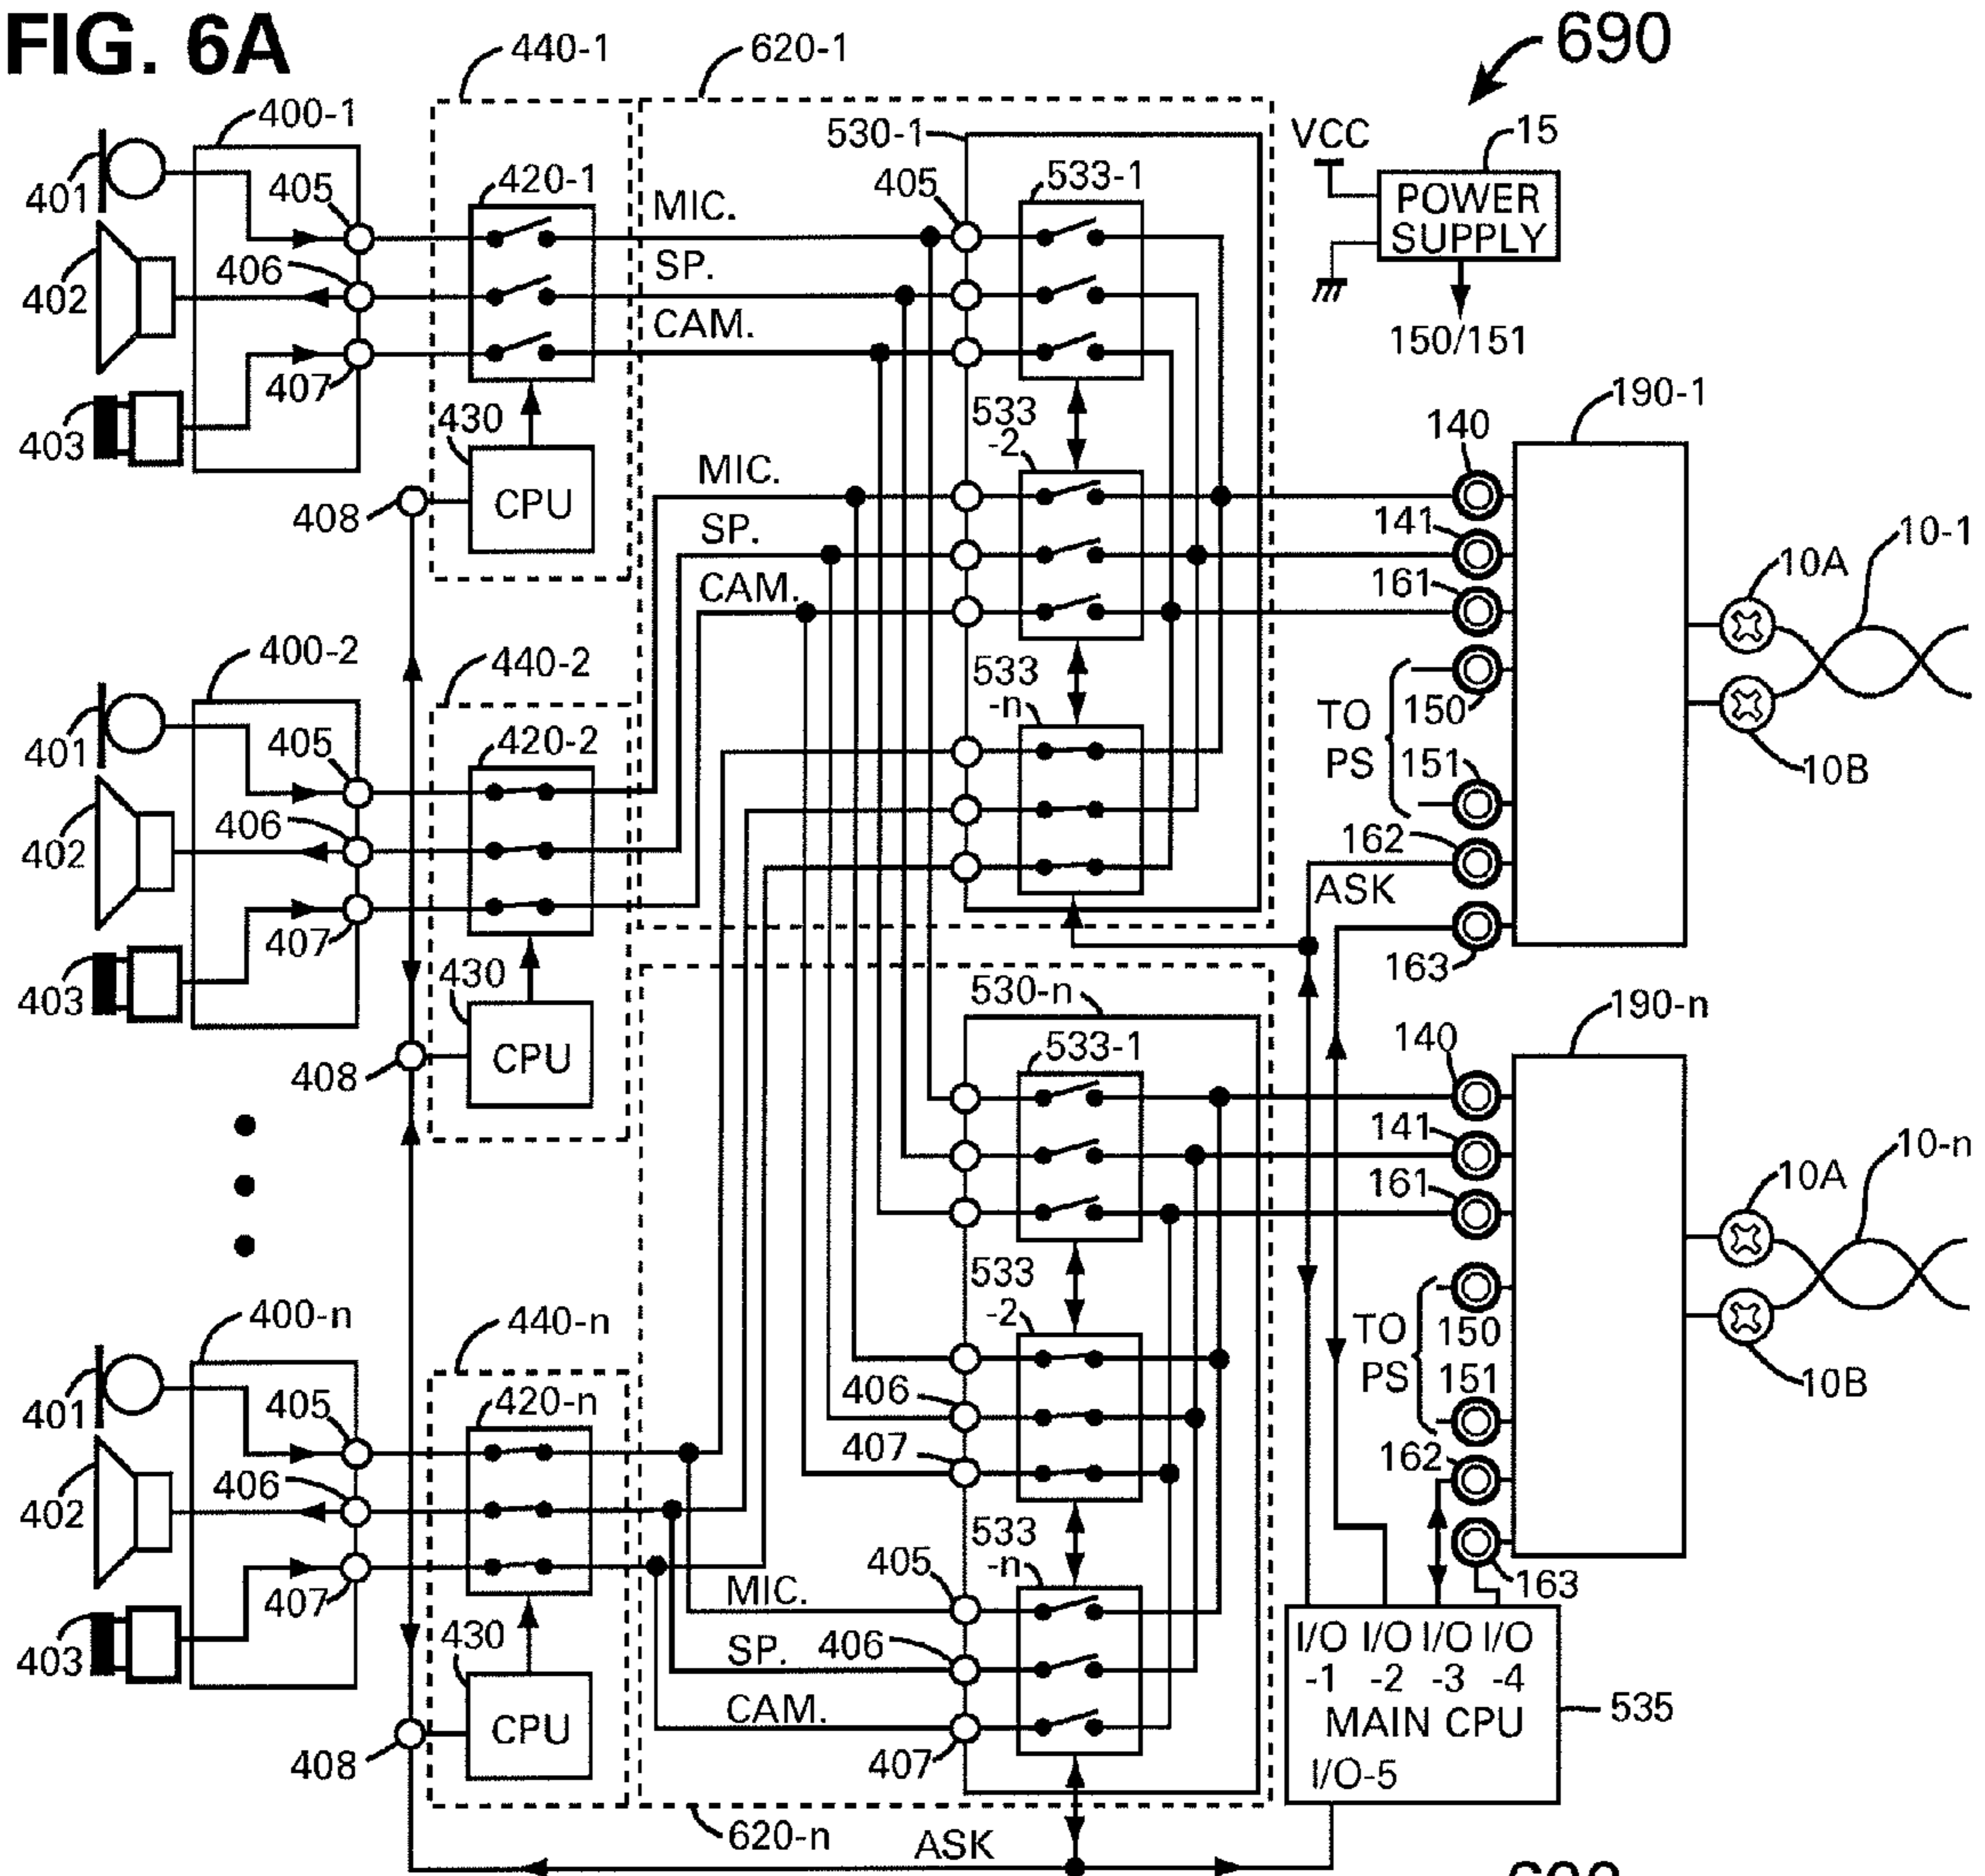 FIG. 6A
440-1
620-1
690
400-1
530-1
VCC
15
401
405
420-1
MIC.
405
533-1
POWER
SUPPLY
402
406
SP.
CAM.
150/151
407
403
430
533
-2
190-1
140
CPU
408
MIC.
SP.
CAM.
141
161
10A
10-1
400-2
440-2
533
-n
TO
PS
150
151
10B
401
405
420-2
402
406
162
ASK
407
403
430
163
530-n
190-n
CPU
408
533-1
140
141
161
10A
10-n
533
-2
400-n
440-n
TO
PS
150
151
10B
401
405
420-n
406
407
162
402
406
533
-n
405
163
407
MIC.
403
430
SP.
406
I/O I/O I/O I/O
-1 -2 -3 -4
MAIN CPU
535
CPU
CAM.
408
407
I/O-5
620-n
ASK